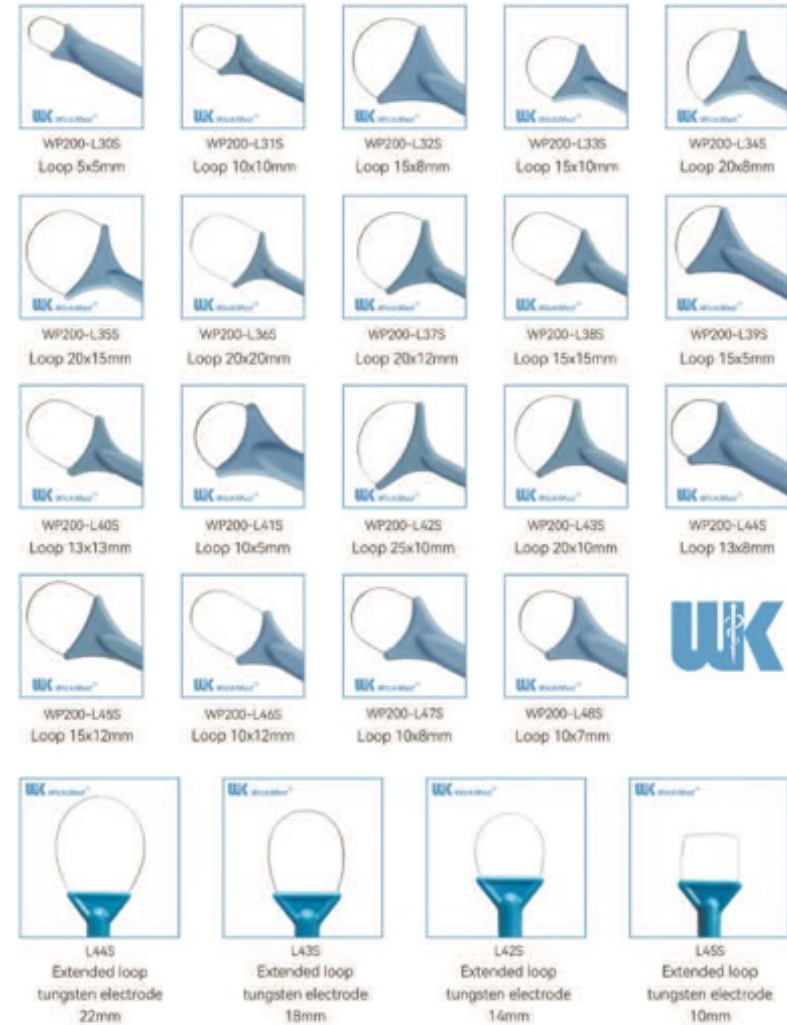 WP200-L30S
Loop 5x5mm
WP200-L31S
Loop 10x10mm
WP200-L32S
Loop 15x8mm
WP200-L33S
Loop 15x10mm
WP200-L34S
Loop 20x8mm
WP200-L35S
Loop 20x15mm
WP200-L36S
Loop 20x20mm
WP200-L37S
Loop 20x12mm
WP200-L38S
Loop 15x15mm
WP200-L39S
Loop 15x5mm
WP200-L40S
Loop 13x13mm
WP200-L41S
Loop 10x5mm
WP200-L42S
Loop 25x10mm
WP200-L43S
Loop 20x10mm
WP200-L44S
Loop 13x8mm
WP200-L45S
Loop 15x12mm
WP200-L46S
Loop 10x12mm
WP200-L47S
Loop 10x8mm
WP200-L48S
Loop 10x7mm
WK
L44S
Extended loop
tungsten electrode
22mm
L43S
Extended loop
tungsten electrode
18mm
L42S
Extended loop
tungsten electrode
14mm
L45S
Extended loop
tungsten electrode
10mm